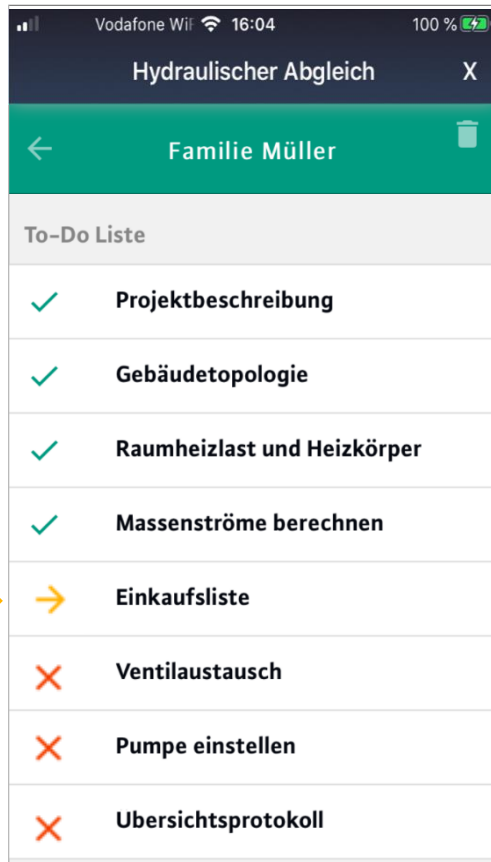 Vodafone WiF 16:04 100 %
Hydraulischer Abgleich X
Familie Müller
To-Do Liste
Projektbeschreibung
Gebäudetopologie
Raumheizlast und Heizkörper
Massenströme berechnen
Einkaufsliste
Ventilaustausch
Pumpe einstellen
Ubersichtsprotokoll